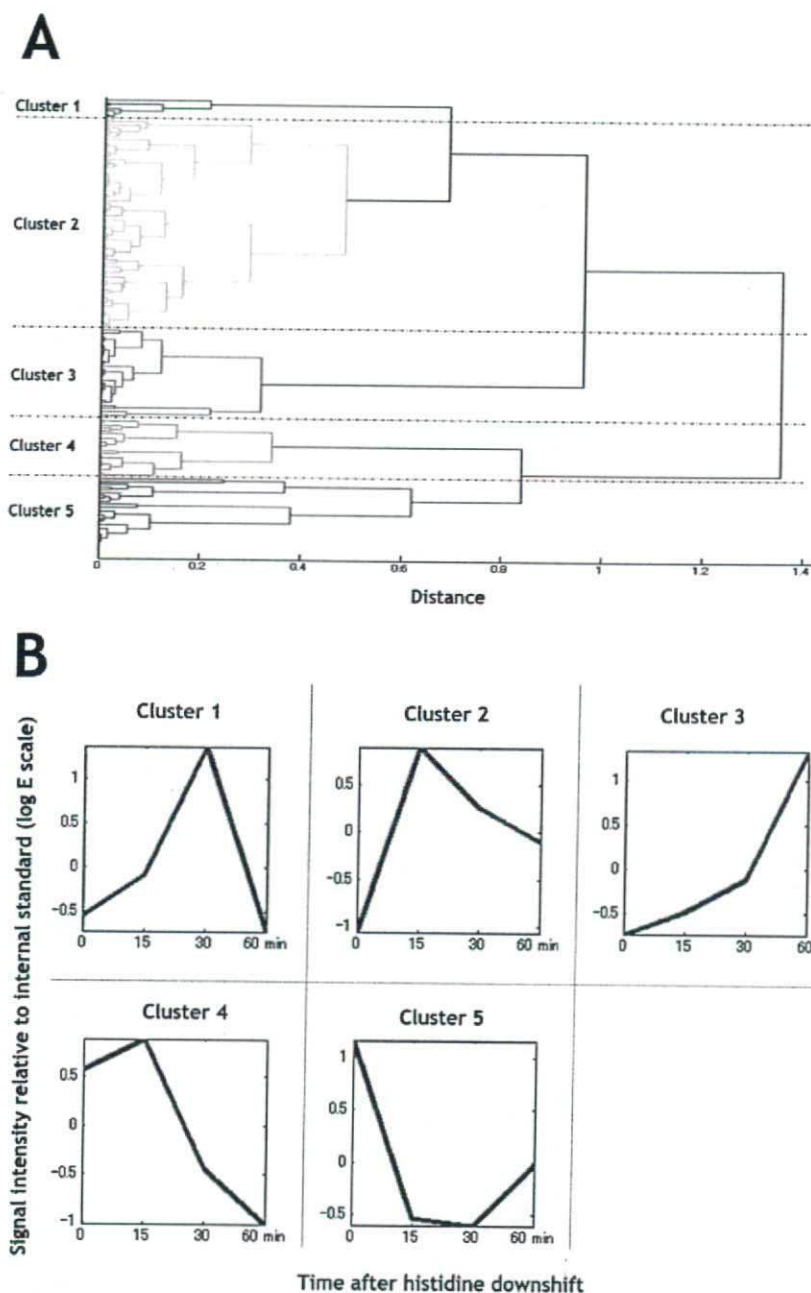 A
Cluster 1
Cluster 2
Cluster 3
Cluster 4
Cluster 5
0 0.2 0.4 0.6 0.8 1 1.2 1.4
Distance
B
Signal intensity relative to internal standard (log E scale)
Cluster 1
1
0.5
0
-0.5
0 15 30 60 min
Cluster 2
0.5
0
-0.5
-1
0 15 30 60 min
Cluster 3
1
0.5
0
-0.5
0 15 30 60
Cluster 4
0.5
0
-0.5
-1
0 15 30 60 min
Cluster 5
1
0.5
0
-0.5
0 15 30 60 min
Time after histidine downshift